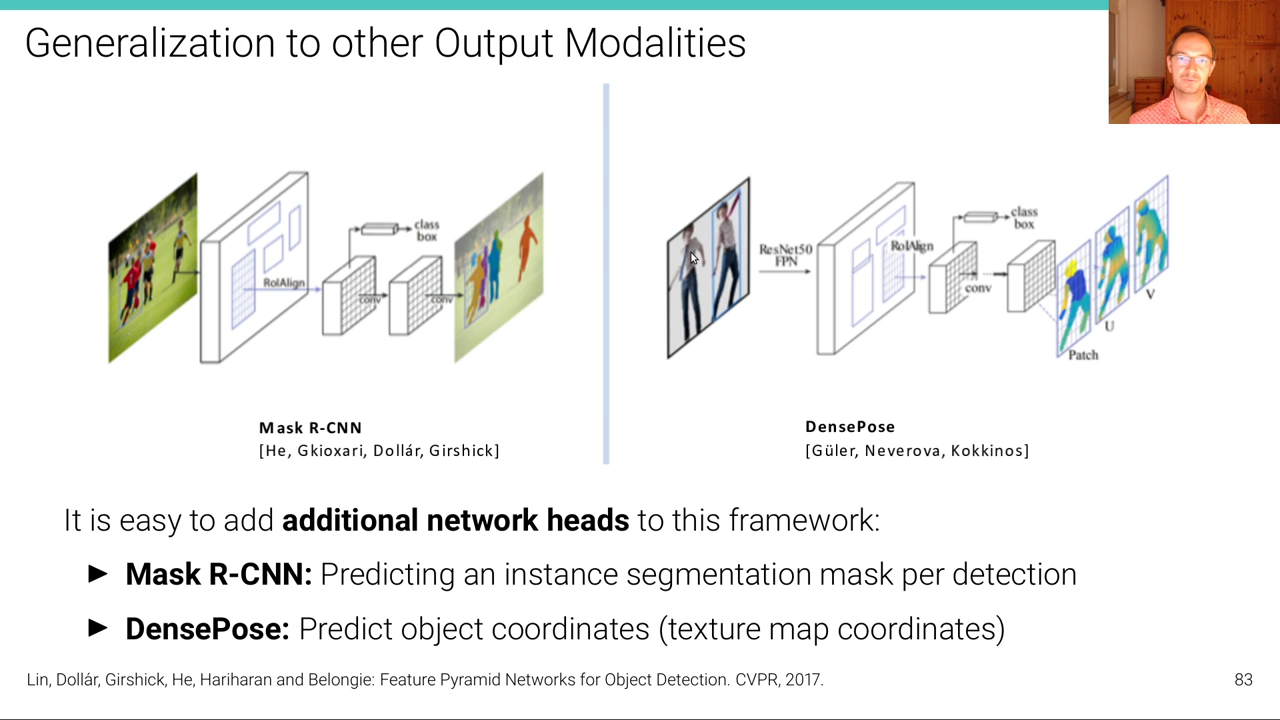 Generalization to other Output Modalities
class
box
RoIAlign
conv
conv
ResNet50
FPN
RoIAlign
class
box
conv
Patch
U
V
Mask R-CNN
[He, Gkioxari, Dollár, Girshick]
DensePose
[Güler, Neverova, Kokkinos]
It is easy to add additional network heads to this framework:
► Mask R-CNN: Predicting an instance segmentation mask per detection
► DensePose: Predict object coordinates (texture map coordinates)
Lin, Dollár, Girshick, He, Hariharan and Belongie: Feature Pyramid Networks for Object Detection. CVPR, 2017.
83